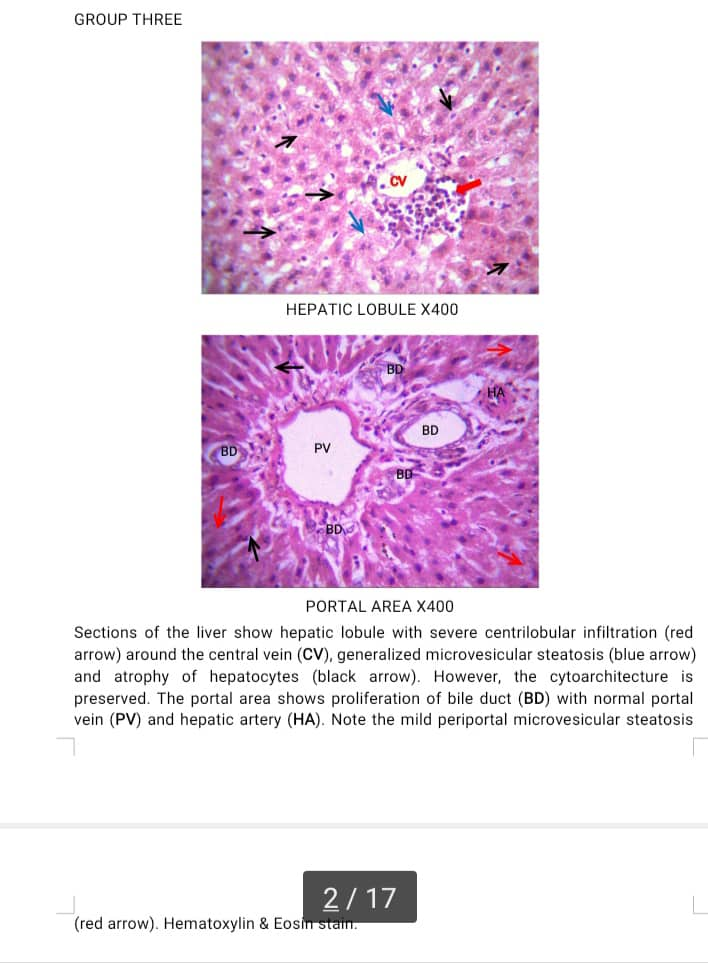 GROUP THREE
CV
HEPATIC LOBULE X400
BD
HA
BD
BD
PV
BD
BD
PORTAL AREA X400
Sections of the liver show hepatic lobule with severe centrilobular infiltration (red
arrow) around the central vein (CV), generalized microvesicular steatosis (blue arrow)
and atrophy of hepatocytes (black arrow). However, the cytoarchitecture is
preserved. The portal area shows proliferation of bile duct (BD) with normal portal
vein (PV) and hepatic artery (HA). Note the mild periportal microvesicular steatosis
2 / 17
(red arrow). Hematoxylin & Eosin stain.